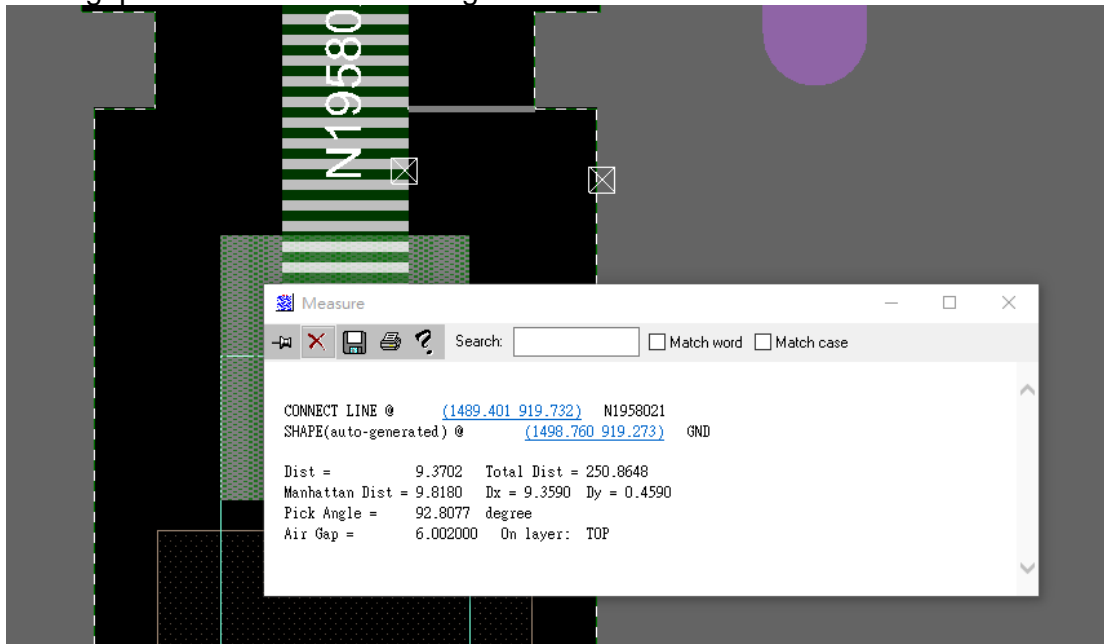 N19580
Measure
Search: Match word Match case
CONNECT LINE @ (1489.401 919.732) N1958021
SHAPE(auto-generated) @ (1498.760 919.273) GND
Dist = 9.3702 Total Dist = 250.8648
Manhattan Dist = 9.8180 Dx = 9.3590 Dy = 0.4590
Pick Angle = 92.8077 degree
Air Gap = 6.002000 On layer: TOP